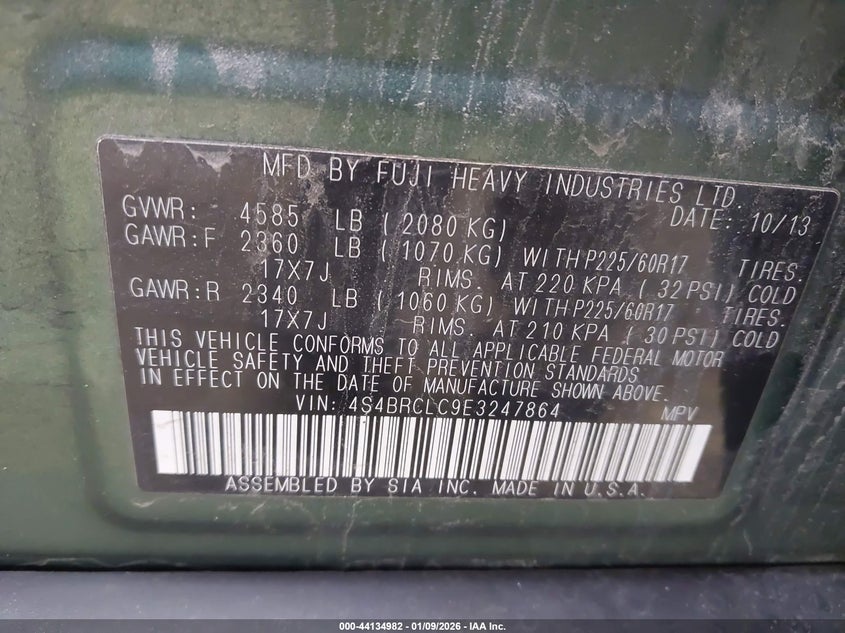 MFD BY FUJI HEAVY INDUSTRIES LTD.
DATE: 10/13
GVWR: 4585 LB ( 2080 KG)
GAWR:F 2360 LB ( 1070 KG) WITH P225/60R17 TIRES.
17X7J RIMS. AT 220 KPA ( 32 PSI) COLD
GAWR:R 2340 LB ( 1060 KG) WITH P225/60R17 TIRES.
17X7J RIMS. AT 210 KPA ( 30 PSI) COLD
THIS VEHICLE CONFORMS TO ALL APPLICABLE FEDERAL MOTOR
VEHICLE SAFETY AND THEFT PREVENTION STANDARDS
IN EFFECT ON THE DATE OF MANUFACTURE SHOWN ABOVE.
VIN: 4S4BRCLC9E3247864 MPV
ASSEMBLED BY SIA INC. MADE IN U.S.A.
000-44134982 - 01/09/2026 - IAA Inc.